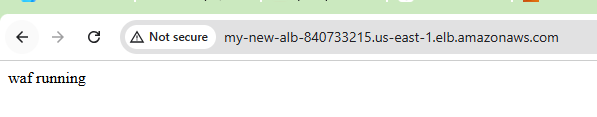 Not secure
my-new-alb-840733215.us-east-1.elb.amazonaws.com
waf running